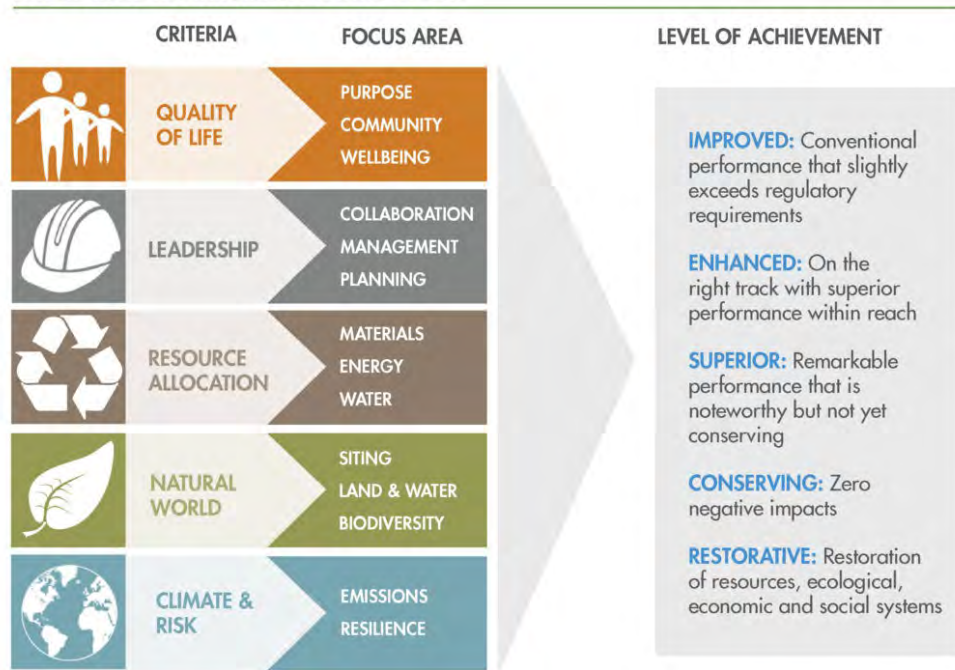 CRITERIA
FOCUS AREA
LEVEL OF ACHIEVEMENT
QUALITY
OF LIFE
PURPOSE
COMMUNITY
WELLBEING
LEADERSHIP
COLLABORATION
MANAGEMENT
PLANNING
RESOURCE
ALLOCATION
MATERIALS
ENERGY
WATER
NATURAL
WORLD
SITING
LAND & WATER
BIODIVERSITY
CLIMATE &
RISK
EMISSIONS
RESILIENCE
IMPROVED: Conventional
performance that slightly
exceeds regulatory
requirements
ENHANCED: On the
right track with superior
performance within reach
SUPERIOR: Remarkable
performance that is
noteworthy but not yet
conserving
CONSERVING: Zero
negative impacts
RESTORATIVE: Restoration
of resources, ecological,
economic and social systems